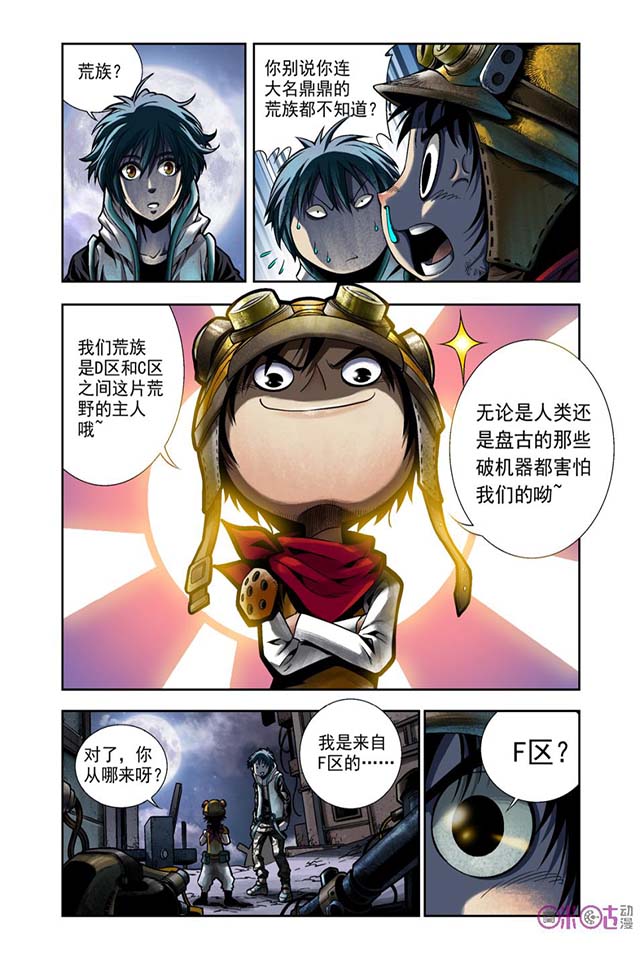 荒族？
你别说你连
大名鼎鼎的
荒族都不知道？
我们荒族
是D区和C区
之间这片荒
野的主人
哦~
无论是人类还
是盘古的那些
破机器都害怕
我们的呦~
对了，你
从哪来呀？
我是来自
F区的……
F区？
咪咕动漫